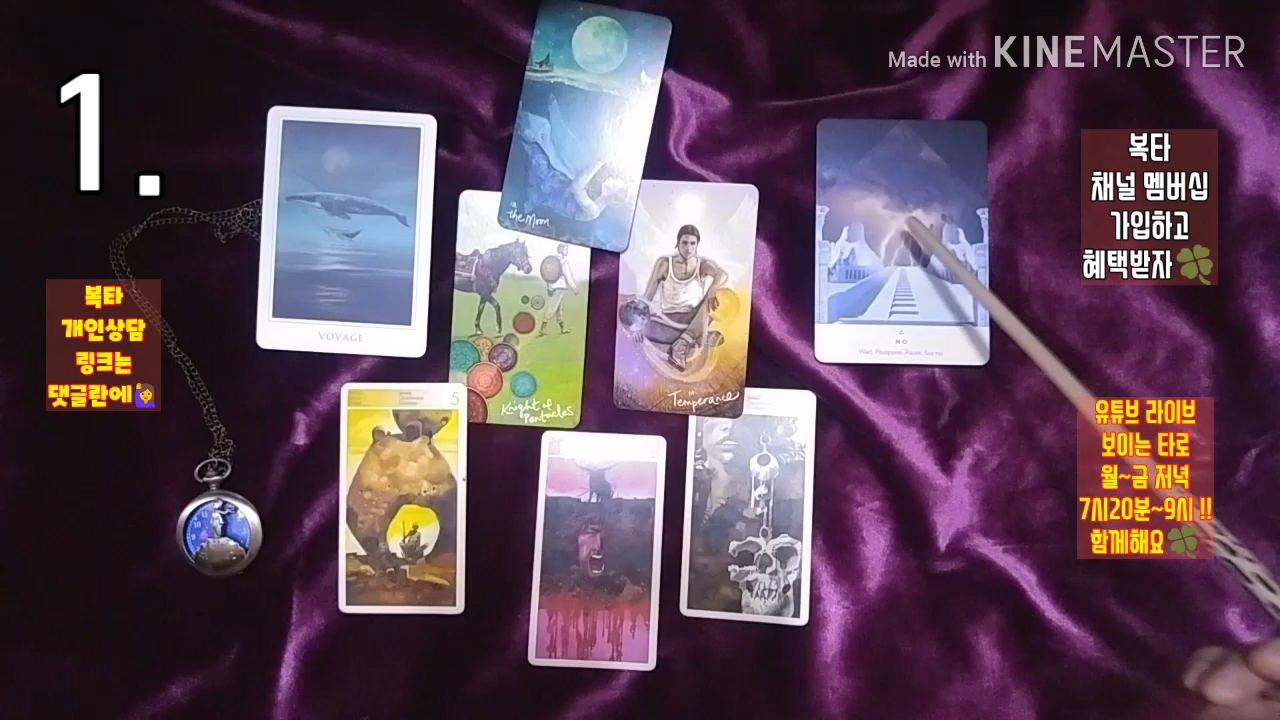 1.
Made with KINEMASTER
복타
채널 멤버십
가입하고
혜택받자🍀
복타
개인상담
링크는
댓글란에🙋‍♀️
유튜브 라이브
보이는 타로
월~금 저녁
7시20분~9시 !!
함께해요🍀
the Moon
VOYAGE
Knight of
Pentacles
Temperance
NO
Wait, Postpone, Pause, Say no
5